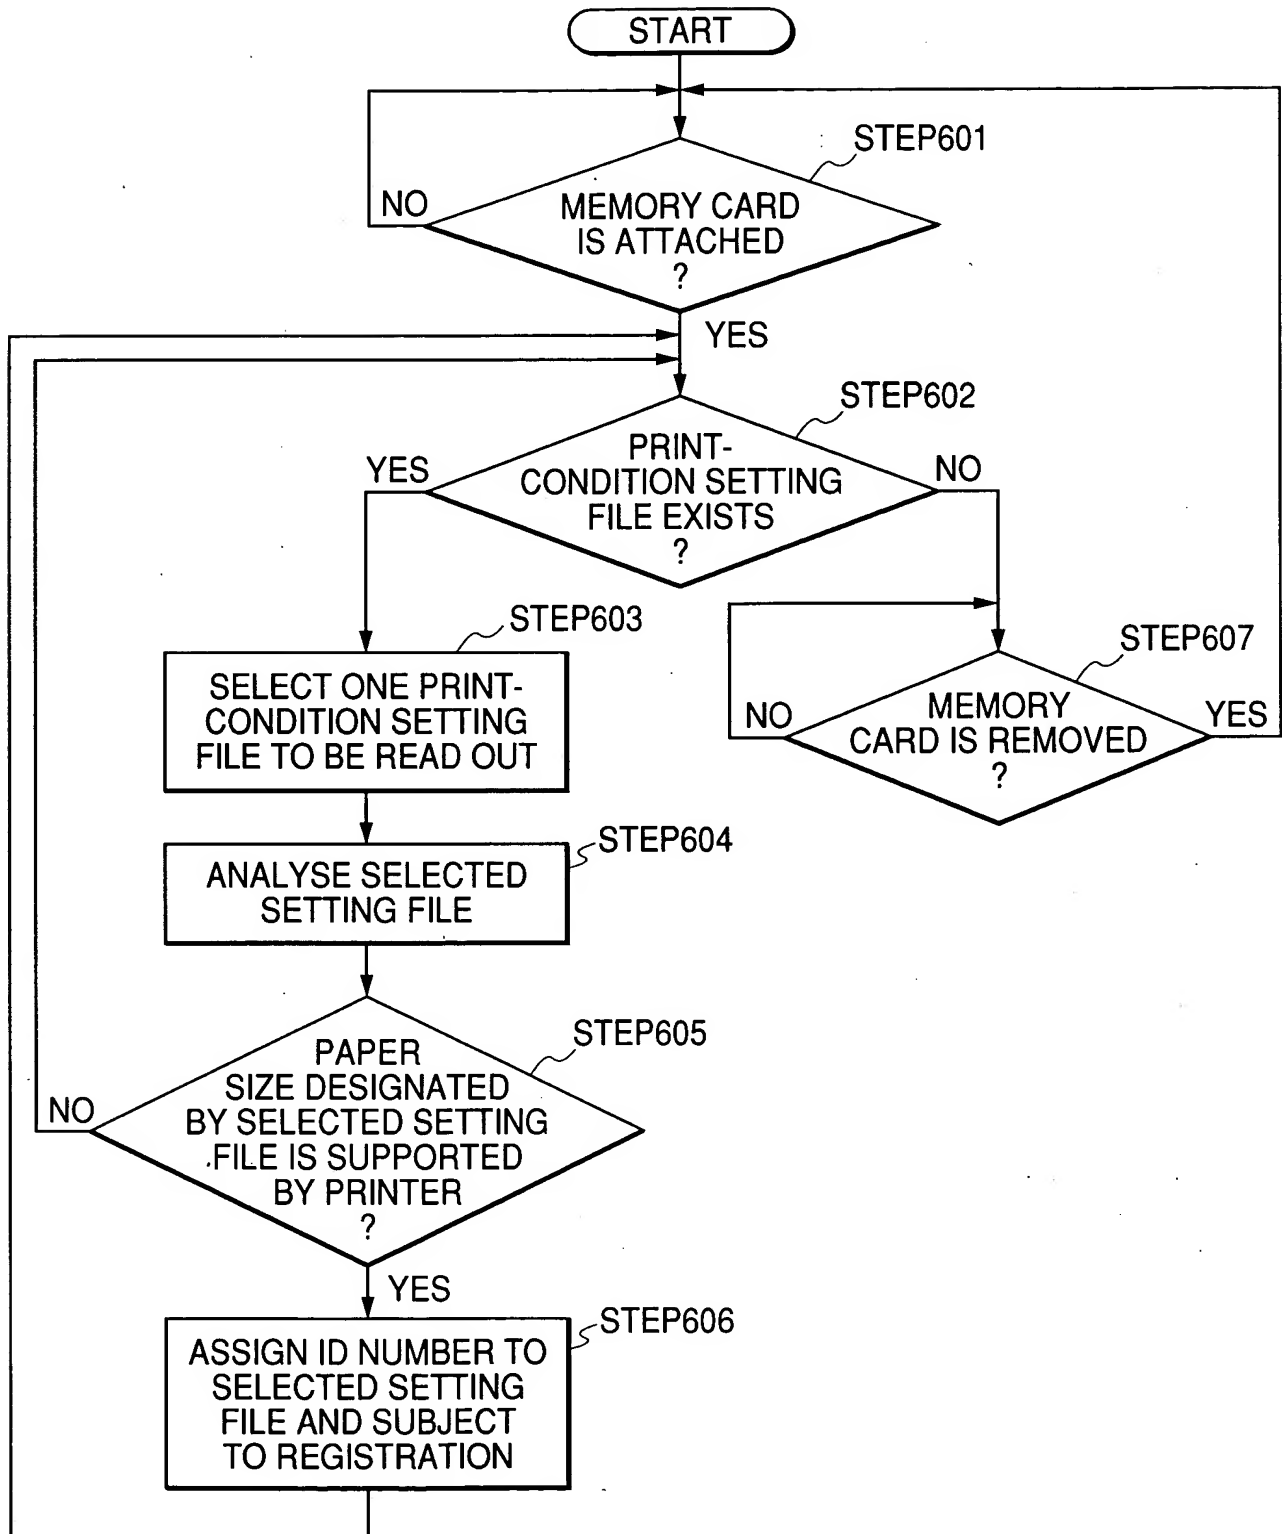 START
STEP601
NO
MEMORY CARD
IS ATTACHED
?
YES
STEP602
YES
PRINT-
CONDITION SETTING
FILE EXISTS
?
NO
STEP603
SELECT ONE PRINT-
CONDITION SETTING
FILE TO BE READ OUT
STEP607
NO
MEMORY
CARD IS REMOVED
?
YES
STEP604
ANALYSE SELECTED
SETTING FILE
STEP605
NO
PAPER
SIZE DESIGNATED
BY SELECTED SETTING
FILE IS SUPPORTED
BY PRINTER
?
YES
STEP606
ASSIGN ID NUMBER TO
SELECTED SETTING
FILE AND SUBJECT
TO REGISTRATION